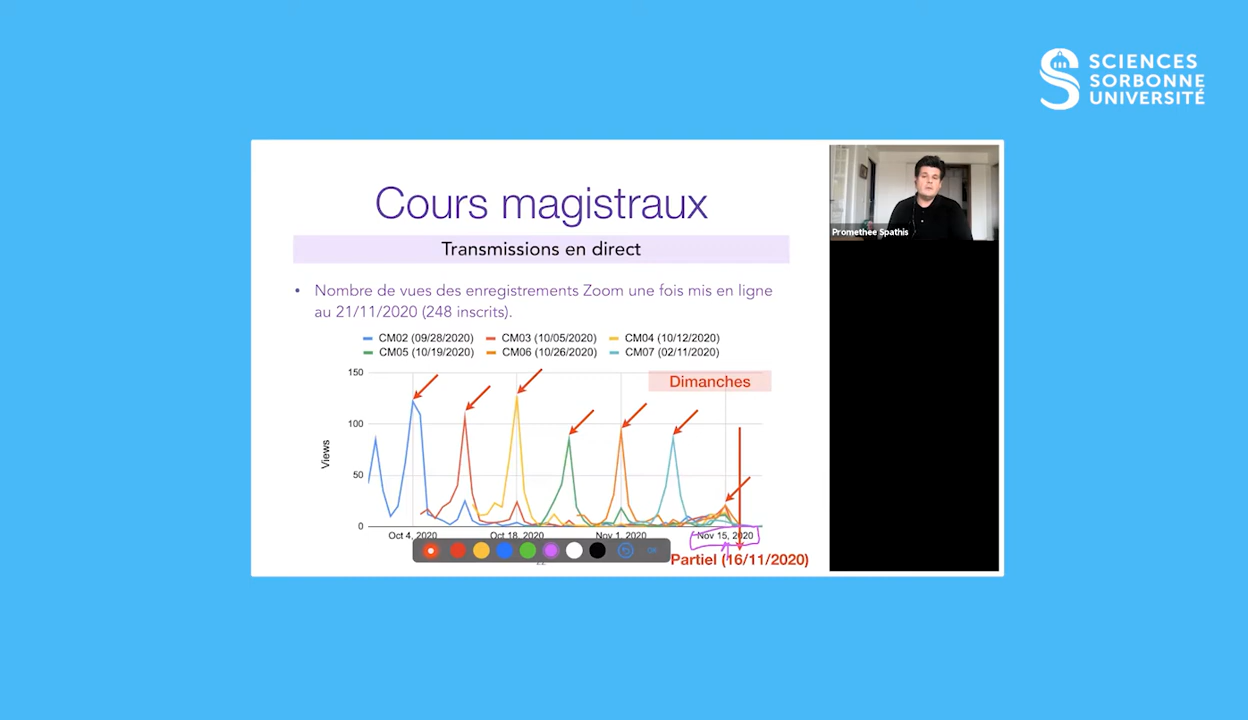 SCIENCES
SORBONNE
UNIVERSITÉ
Cours magistraux
Transmissions en direct
• Nombre de vues des enregistrements Zoom une fois mis en ligne
au 21/11/2020 (248 inscrits).
CM02 (09/28/2020) CM03 (10/05/2020) CM04 (10/12/2020)
CM05 (10/19/2020) CM06 (10/26/2020) CM07 (02/11/2020)
Dimanches
150
100
50
0
Views
Oct 4, 2020 Oct 18, 2020 Nov 1, 2020 Nov 15, 2020
Partiel (16/11/2020)
22
Promethee Spathis